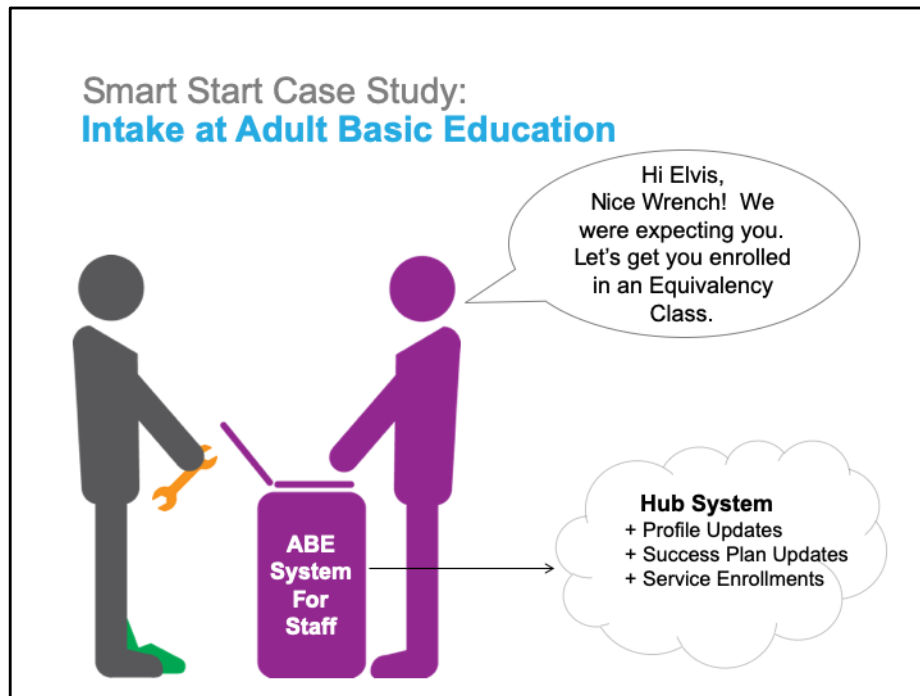 Smart Start Case Study:
Intake at Adult Basic Education
Hi Elvis,
Nice Wrench!  We
were expecting you.
Let’s get you enrolled
in an Equivalency
Class.
ABE
System
For
Staff
Hub System
+ Profile Updates
+ Success Plan Updates
+ Service Enrollments